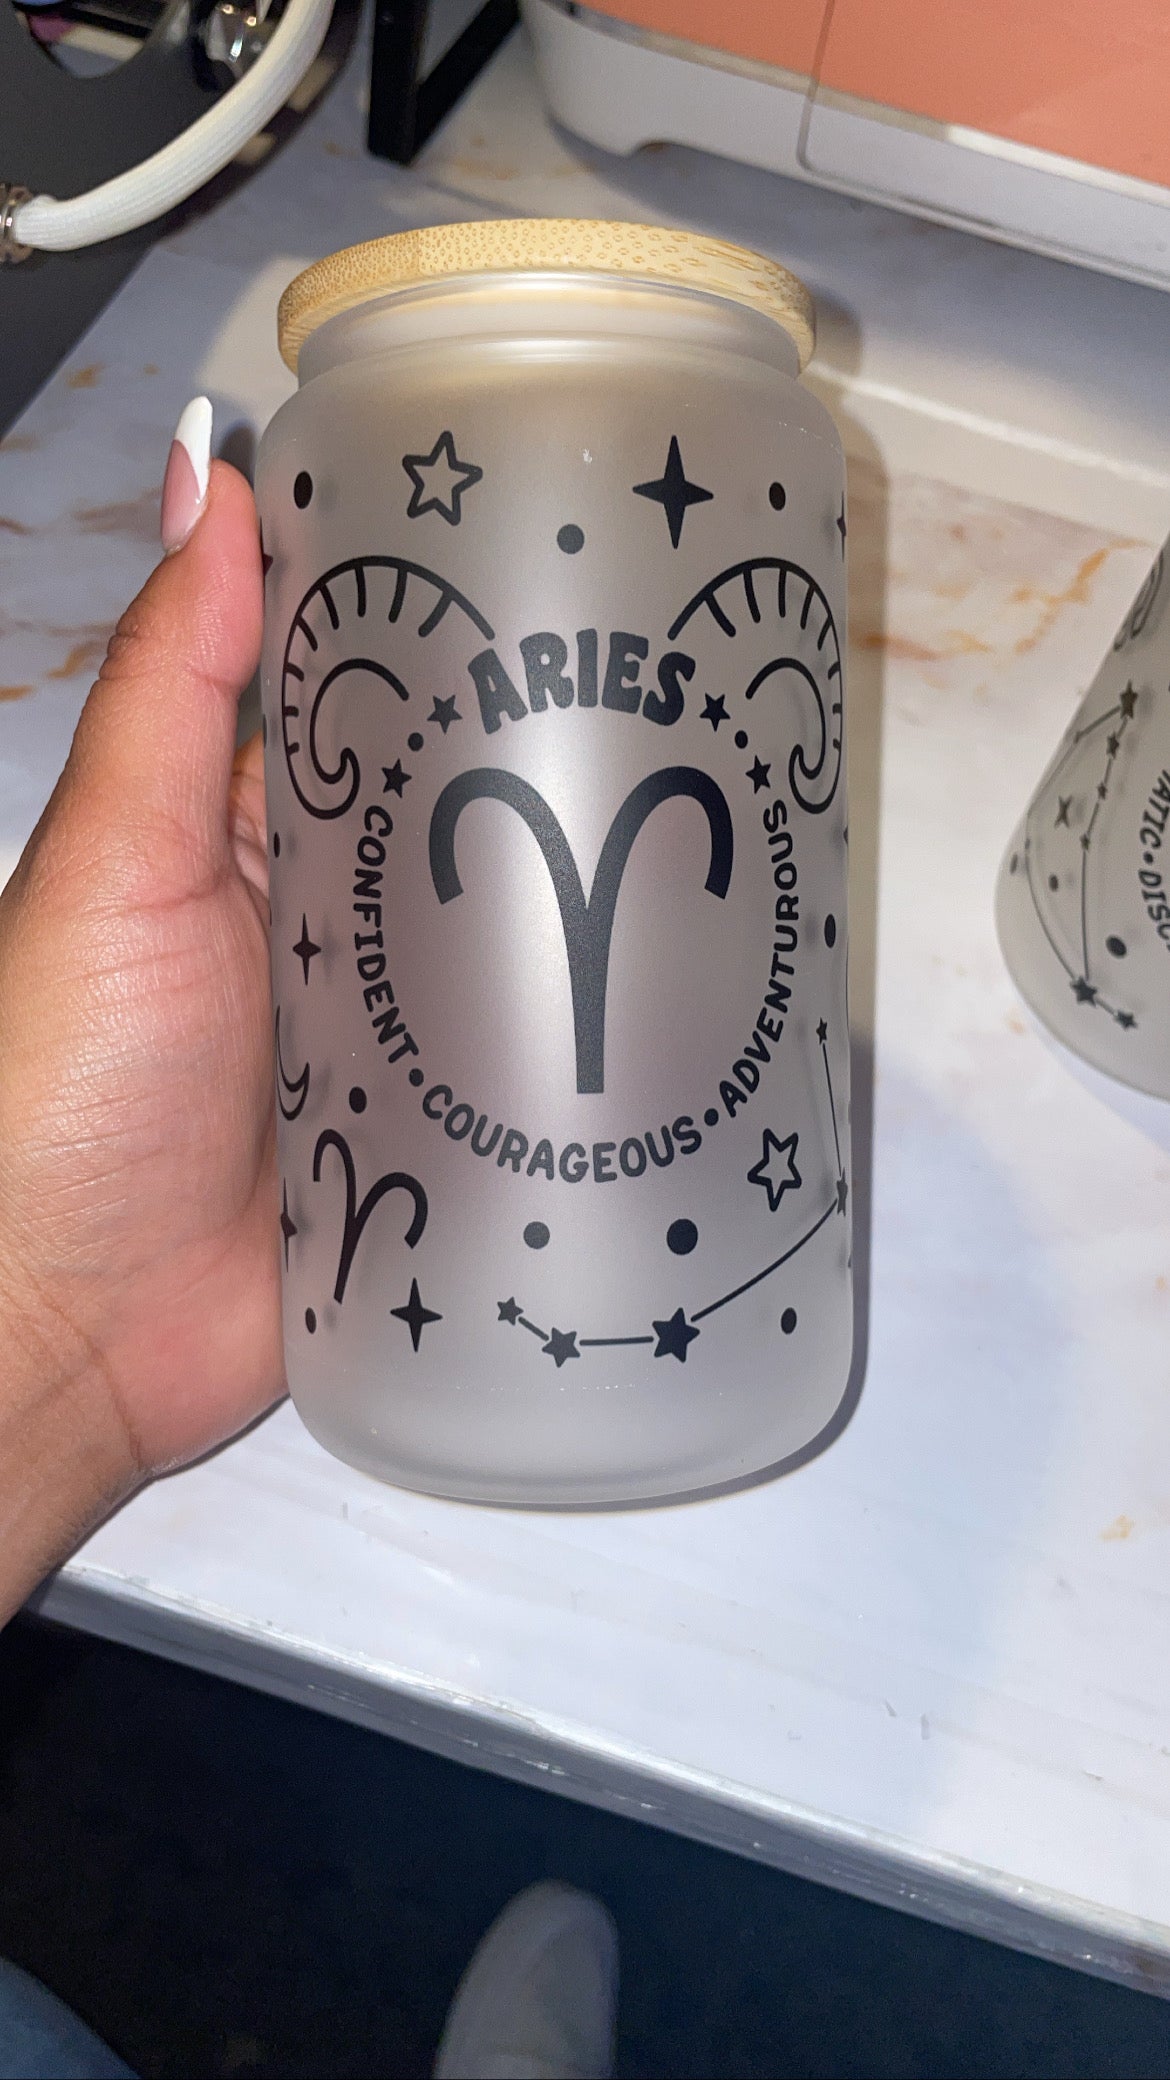 ARIES
CONFIDENT • COURAGEOUS • ADVENTUROUS